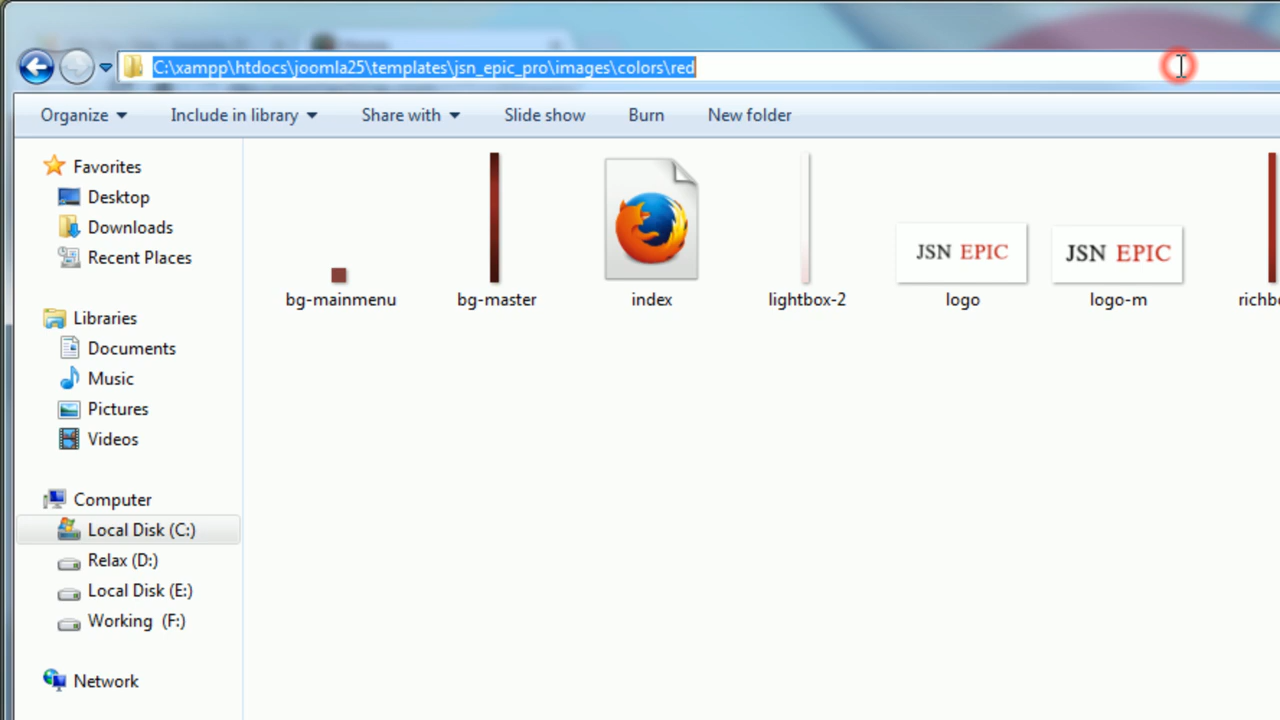 C:\xampp\htdocs\joomla25\templates\jsn_epic_pro\images\colors\red
Organize Include in library Share with Slide show Burn New folder
Favorites
Desktop
Downloads
Recent Places
Libraries
Documents
Music
Pictures
Videos
Computer
Local Disk (C:)
Relax (D:)
Local Disk (E:)
Working (F:)
Network
JSN EPIC JSN EPIC
bg-mainmenu bg-master index lightbox-2 logo logo-m